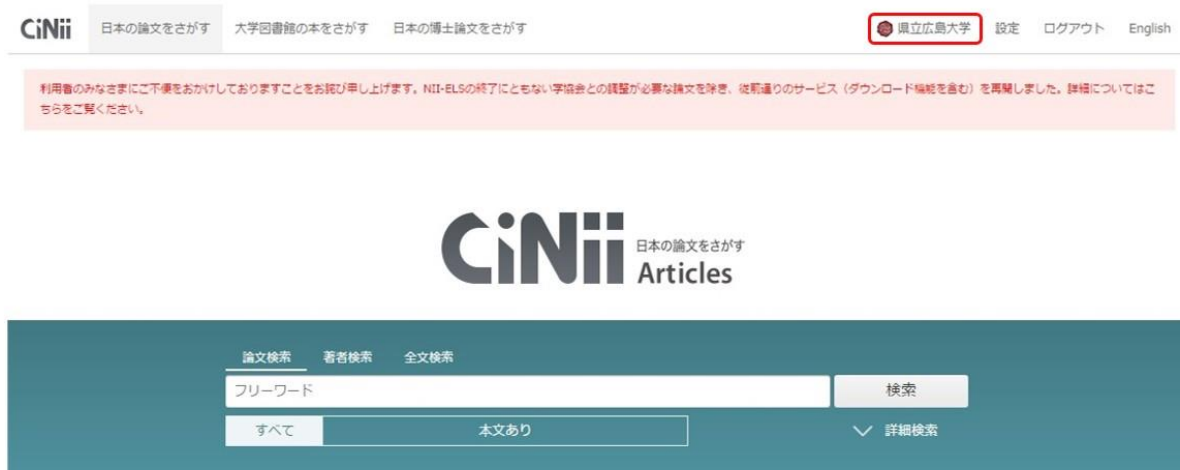 CiNii 日本の論文をさがす 大学図書館の本をさがす 日本の博士論文をさがす 県立広島大学 設定 ログアウト English
利用者のみなさまにご不便をおかけしておりますことをお詫び申し上げます。NII-ELSの終了にともない学協会との調整が必要な論文を除き、従前通りのサービス（ダウンロード機能を含む）を再開しました。詳細についてはこ
ちらをご覧ください。
CiNii 日本の論文をさがす
Articles
論文検索 著者検索 全文検索
フリーワード 検索
すべて 本文あり 詳細検索